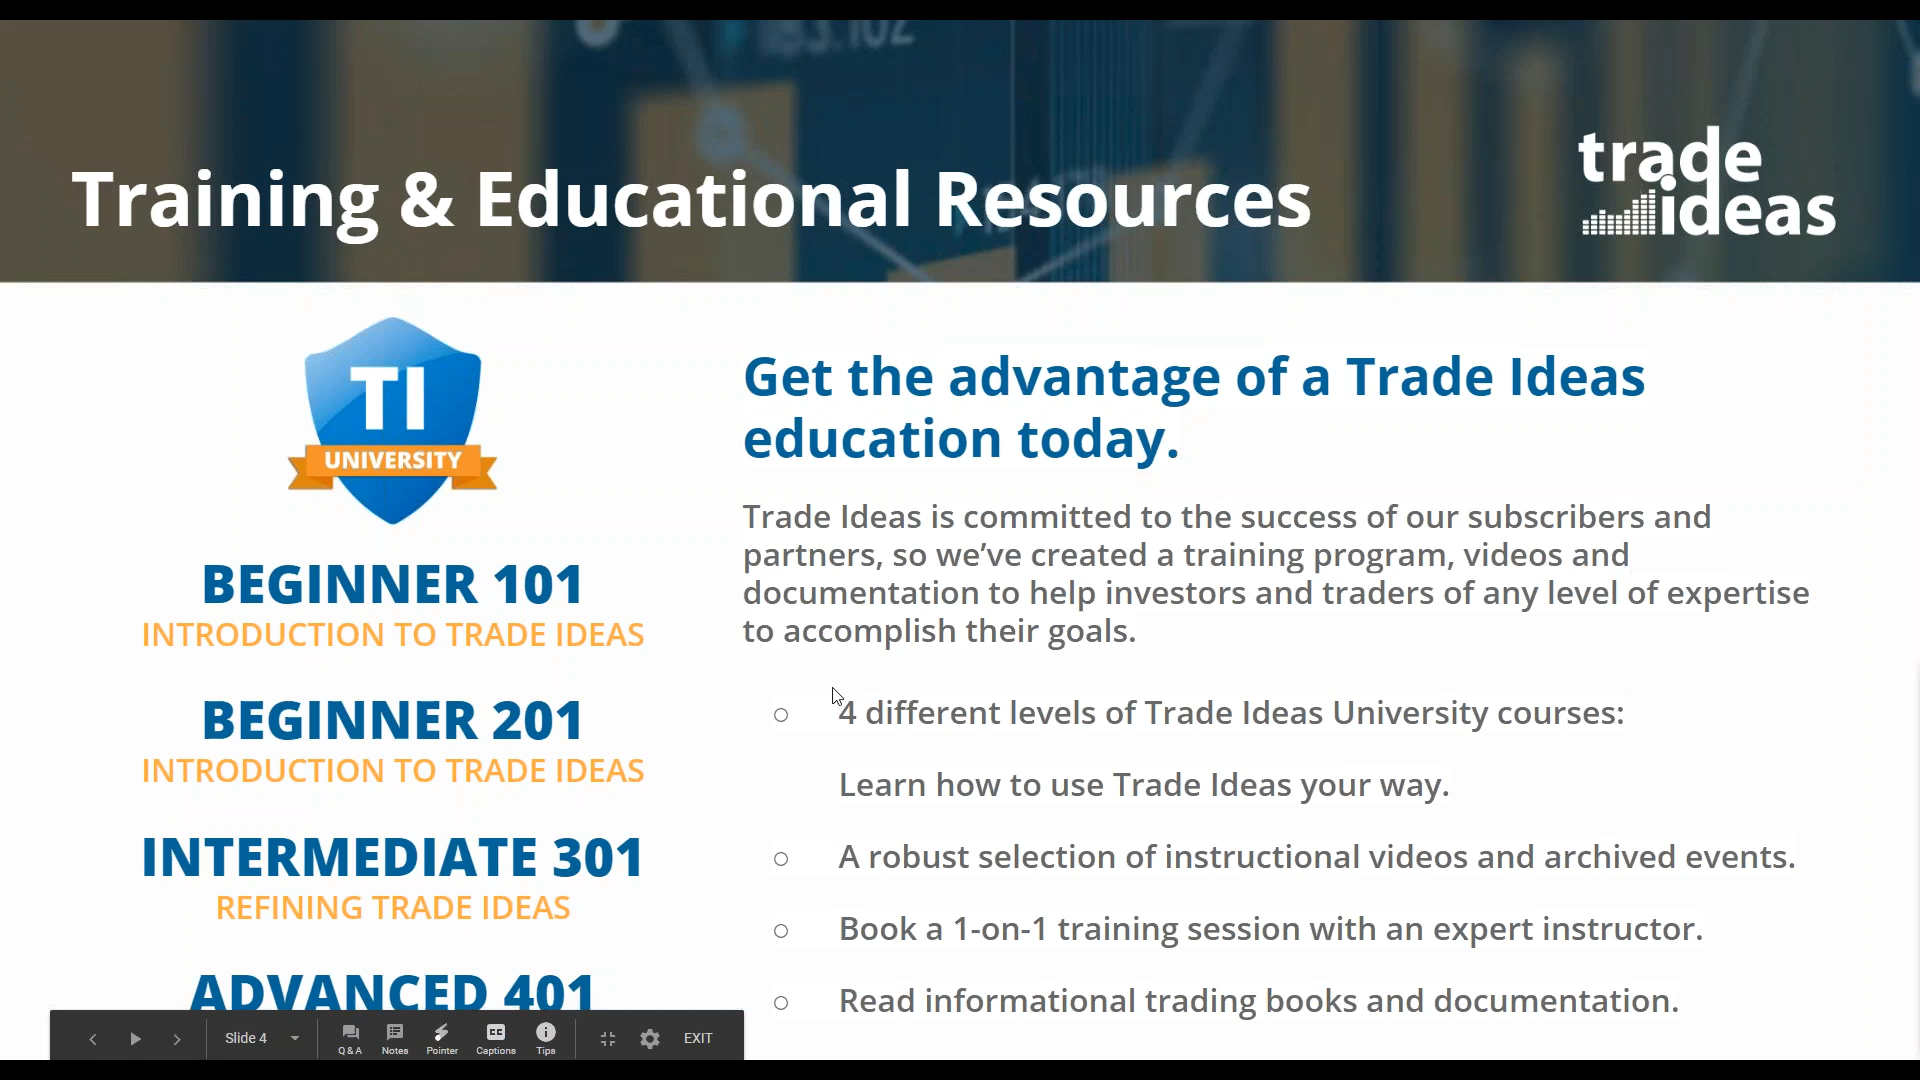 Training & Educational Resources
trade
ideas
TI
UNIVERSITY
BEGINNER 101
INTRODUCTION TO TRADE IDEAS
BEGINNER 201
INTRODUCTION TO TRADE IDEAS
INTERMEDIATE 301
REFINING TRADE IDEAS
ADVANCED 401
Get the advantage of a Trade Ideas
education today.
Trade Ideas is committed to the success of our subscribers and
partners, so we’ve created a training program, videos and
documentation to help investors and traders of any level of expertise
to accomplish their goals.
○ 4 different levels of Trade Ideas University courses:
Learn how to use Trade Ideas your way.
○ A robust selection of instructional videos and archived events.
○ Book a 1-on-1 training session with an expert instructor.
○ Read informational trading books and documentation.
Slide 4
Q & A
Notes
Pointer
Captions
Tips
EXIT